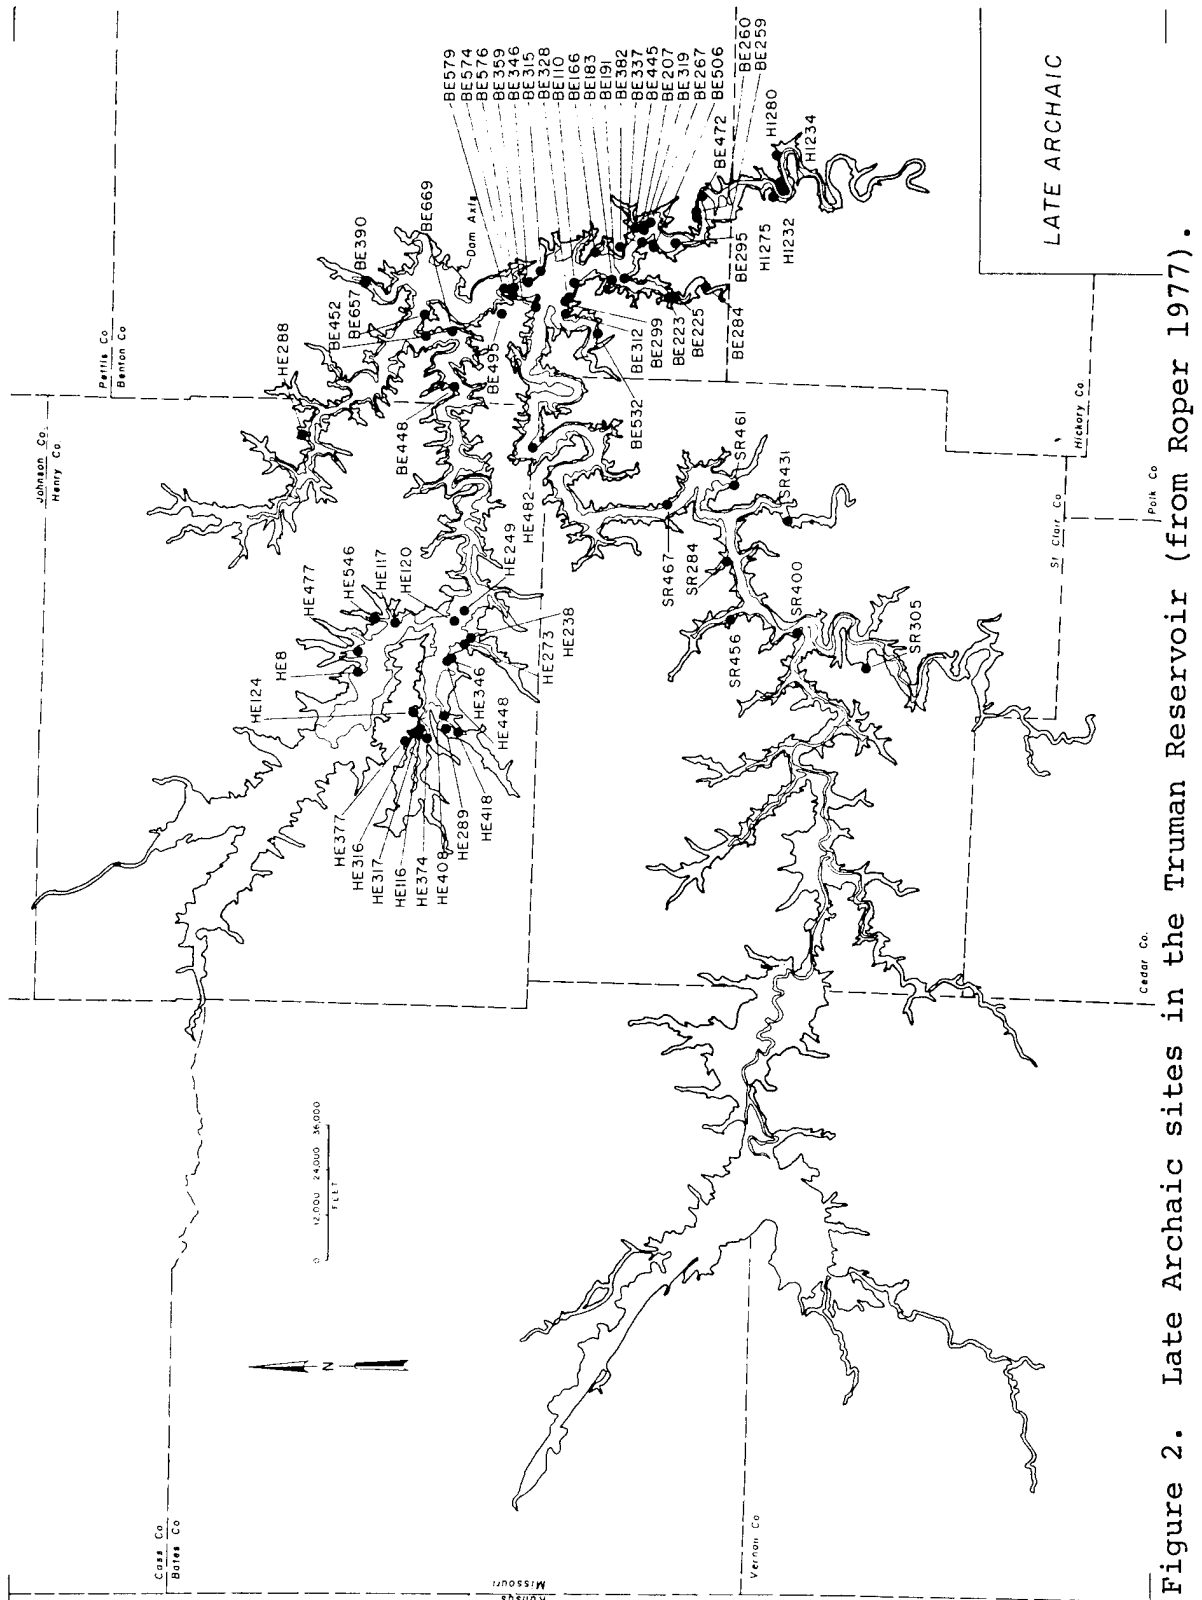 Kansas
Missouri
Cass Co
Bates Co
Vernon Co
N
0 12,000 24,000 36,000
FEET
Johnson Co.
Henry Co.
Pettis Co
Benton Co
Cedar Co.
St Clair Co
Polk Co
Hickory Co.
HE124
HE8
HE477
HE546
HE117
HE120
HE249
HE482
HE377
HE316
HE317
HE116
HE374
HE408
HE289
HE418
HE448
HE346
HE273
HE238
HE288
BE452
BE657
BE390
BE669
Dam Axis
BE448
BE495
BE579
BE574
BE576
BE359
BE346
BE315
BE328
BE110
BE166
BE183
BE191
BE382
BE337
BE445
BE207
BE319
BE267
BE506
BE260
BE259
BE472
BE532
BE312
BE299
BE223
BE225
BE284
BE295
HI275
HI232
HI280
HI234
SR467
SR284
SR456
SR400
SR305
SR461
SR431
LATE ARCHAIC
Figure 2. Late Archaic sites in the Truman Reservoir (from Roper 1977).